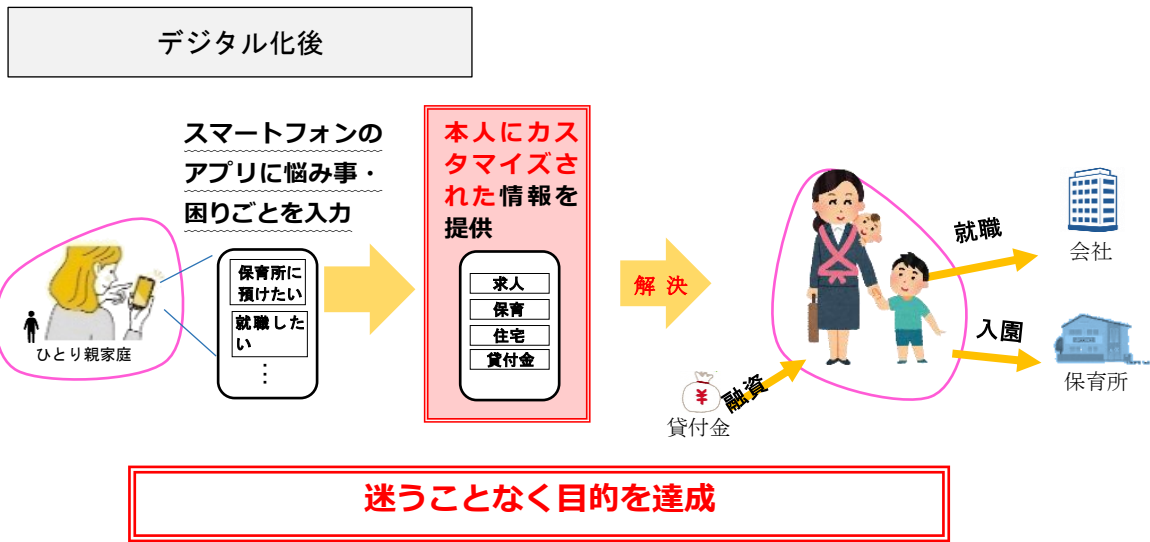 デジタル化後
スマートフォンの
アプリに悩み事・
困りごとを入力
ひとり親家庭
保育所に
預けたい
就職した
い
⋮
本人にカス
タマイズさ
れた情報を
提供
求人
保育
住宅
貸付金
解 決
就職
会社
入園
保育所
¥
融資
貸付金
迷うことなく目的を達成